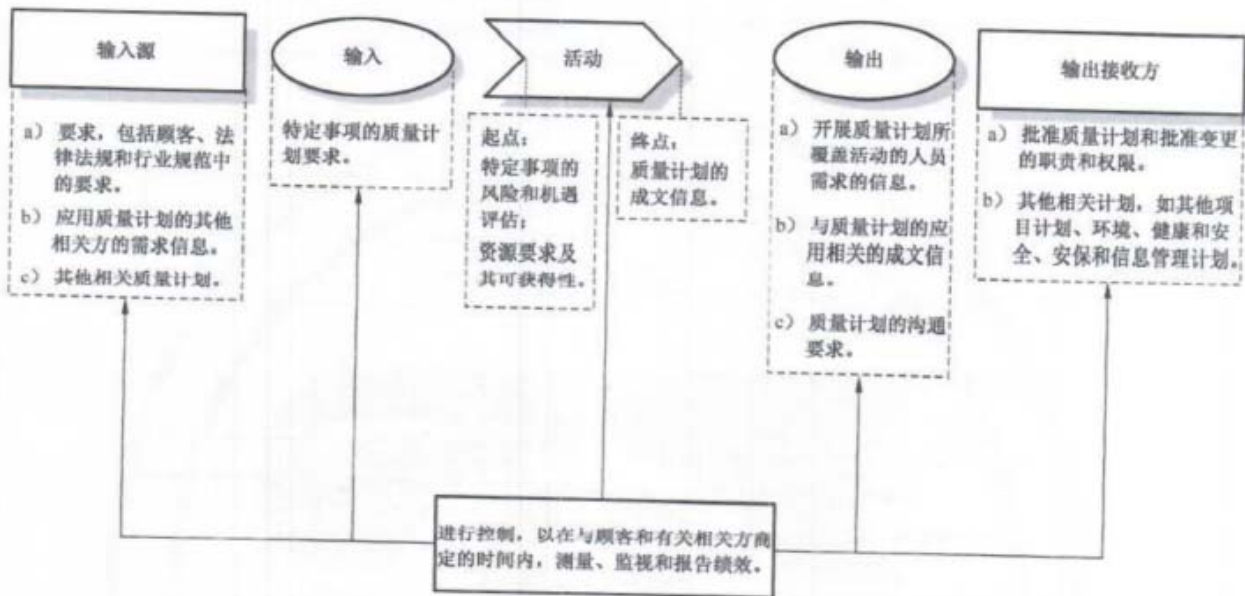 输入源
a） 要求，包括顾客、法
律法规和行业规范中
的要求。
b） 应用质量计划的其他
相关方的需求信息。
c） 其他相关质量计划。
输入
特定事项的质量计
划要求。
活动
起点：
特定事项的
风险和机遇
评估；
资源要求及
其可获得性。
终点：
质量计划的
成文信息。
输出
a） 开展质量计划所
覆盖活动的人员
需求的信息。
b） 与质量计划的应
用相关的成文信
息。
c） 质量计划的沟通
要求。
输出接收方
a） 批准质量计划和批准变更
的职责和权限。
b） 其他相关计划，如其他项
目计划、环境、健康和安
全、安保和信息管理计划。
进行控制，以在与顾客和有关相关方商
定的时间内，测量、监视和报告绩效。